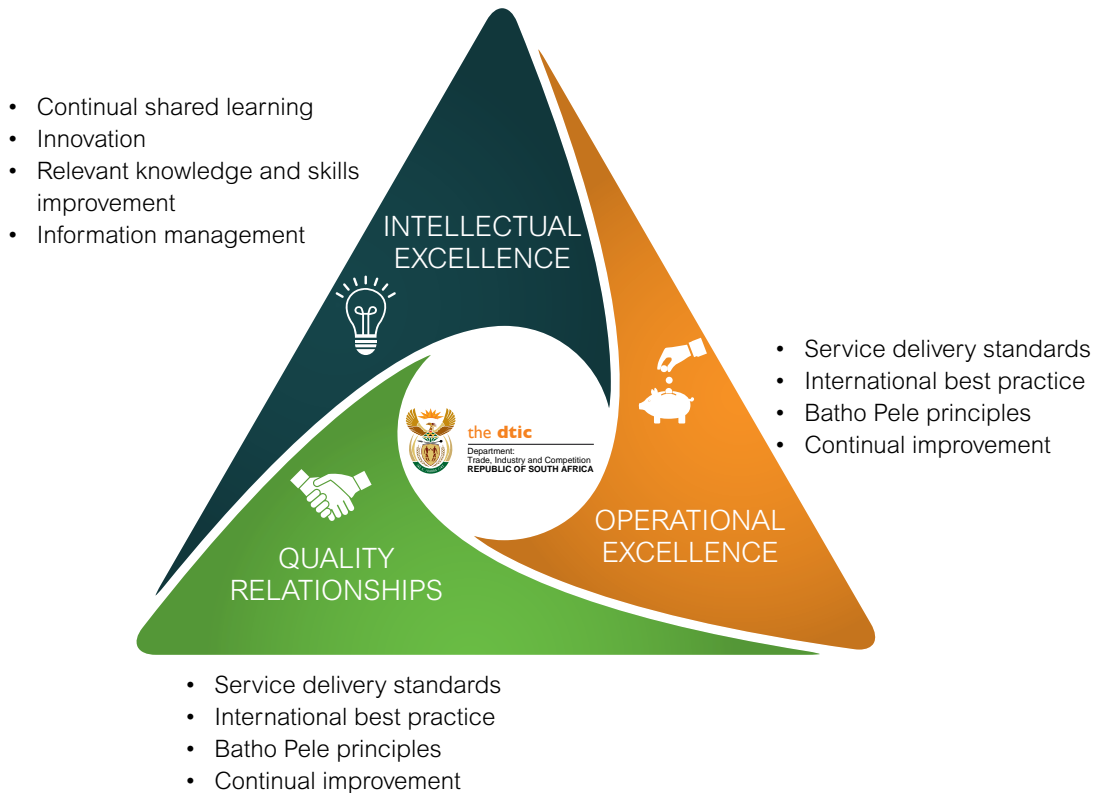 • Continual shared learning
• Innovation
• Relevant knowledge and skills
improvement
• Information management
INTELLECTUAL
EXCELLENCE
• Service delivery standards
• International best practice
• Batho Pele principles
• Continual improvement
the dtic
Department:
Trade, Industry and Competition
REPUBLIC OF SOUTH AFRICA
OPERATIONAL
EXCELLENCE
QUALITY
RELATIONSHIPS
• Service delivery standards
• International best practice
• Batho Pele principles
• Continual improvement